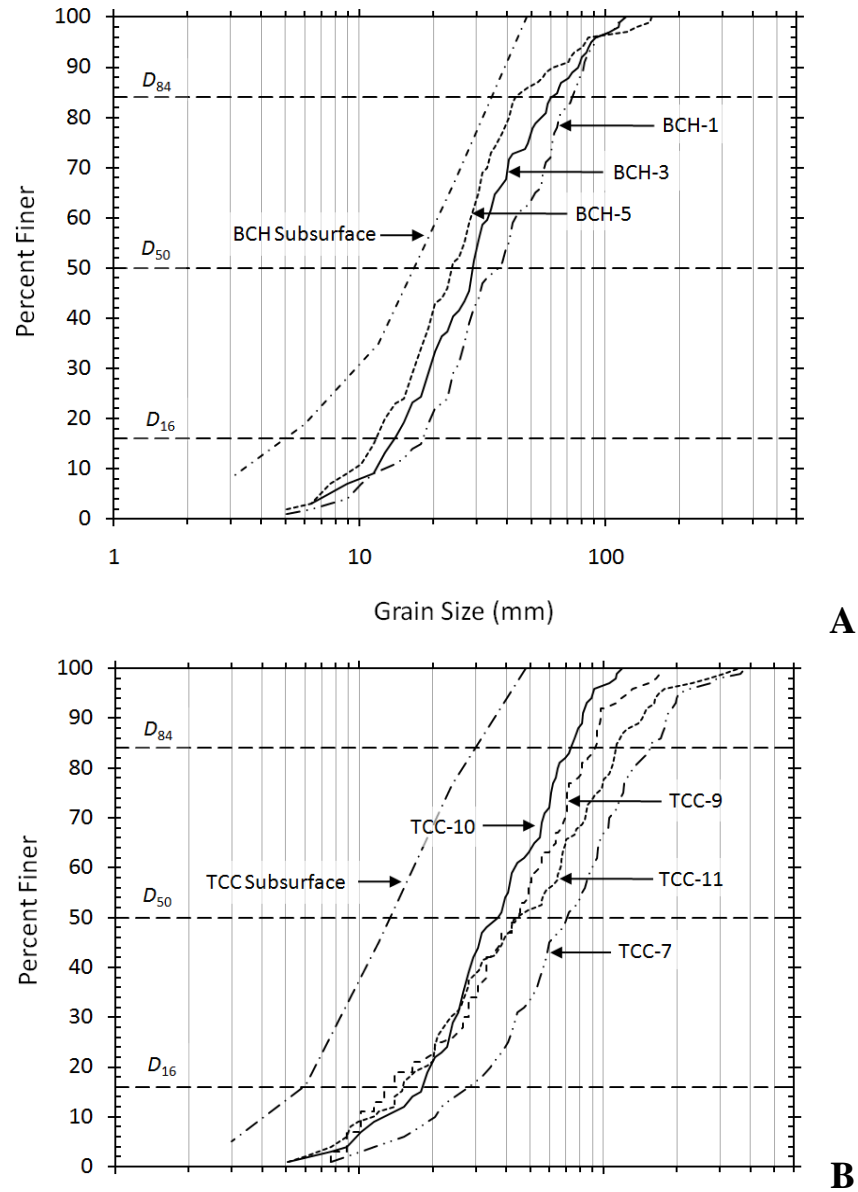 100
90
D84
80
BCH-1
70
BCH-3
60
BCH-5
BCH Subsurface
D50
50
40
30
20
D16
10
0
Percent Finer
1 10 100
Grain Size (mm)
A
100
90
D84
80
TCC-9
70
TCC-10
60
TCC Subsurface
TCC-11
D50
50
TCC-7
40
30
20
D16
10
0
Percent Finer
B